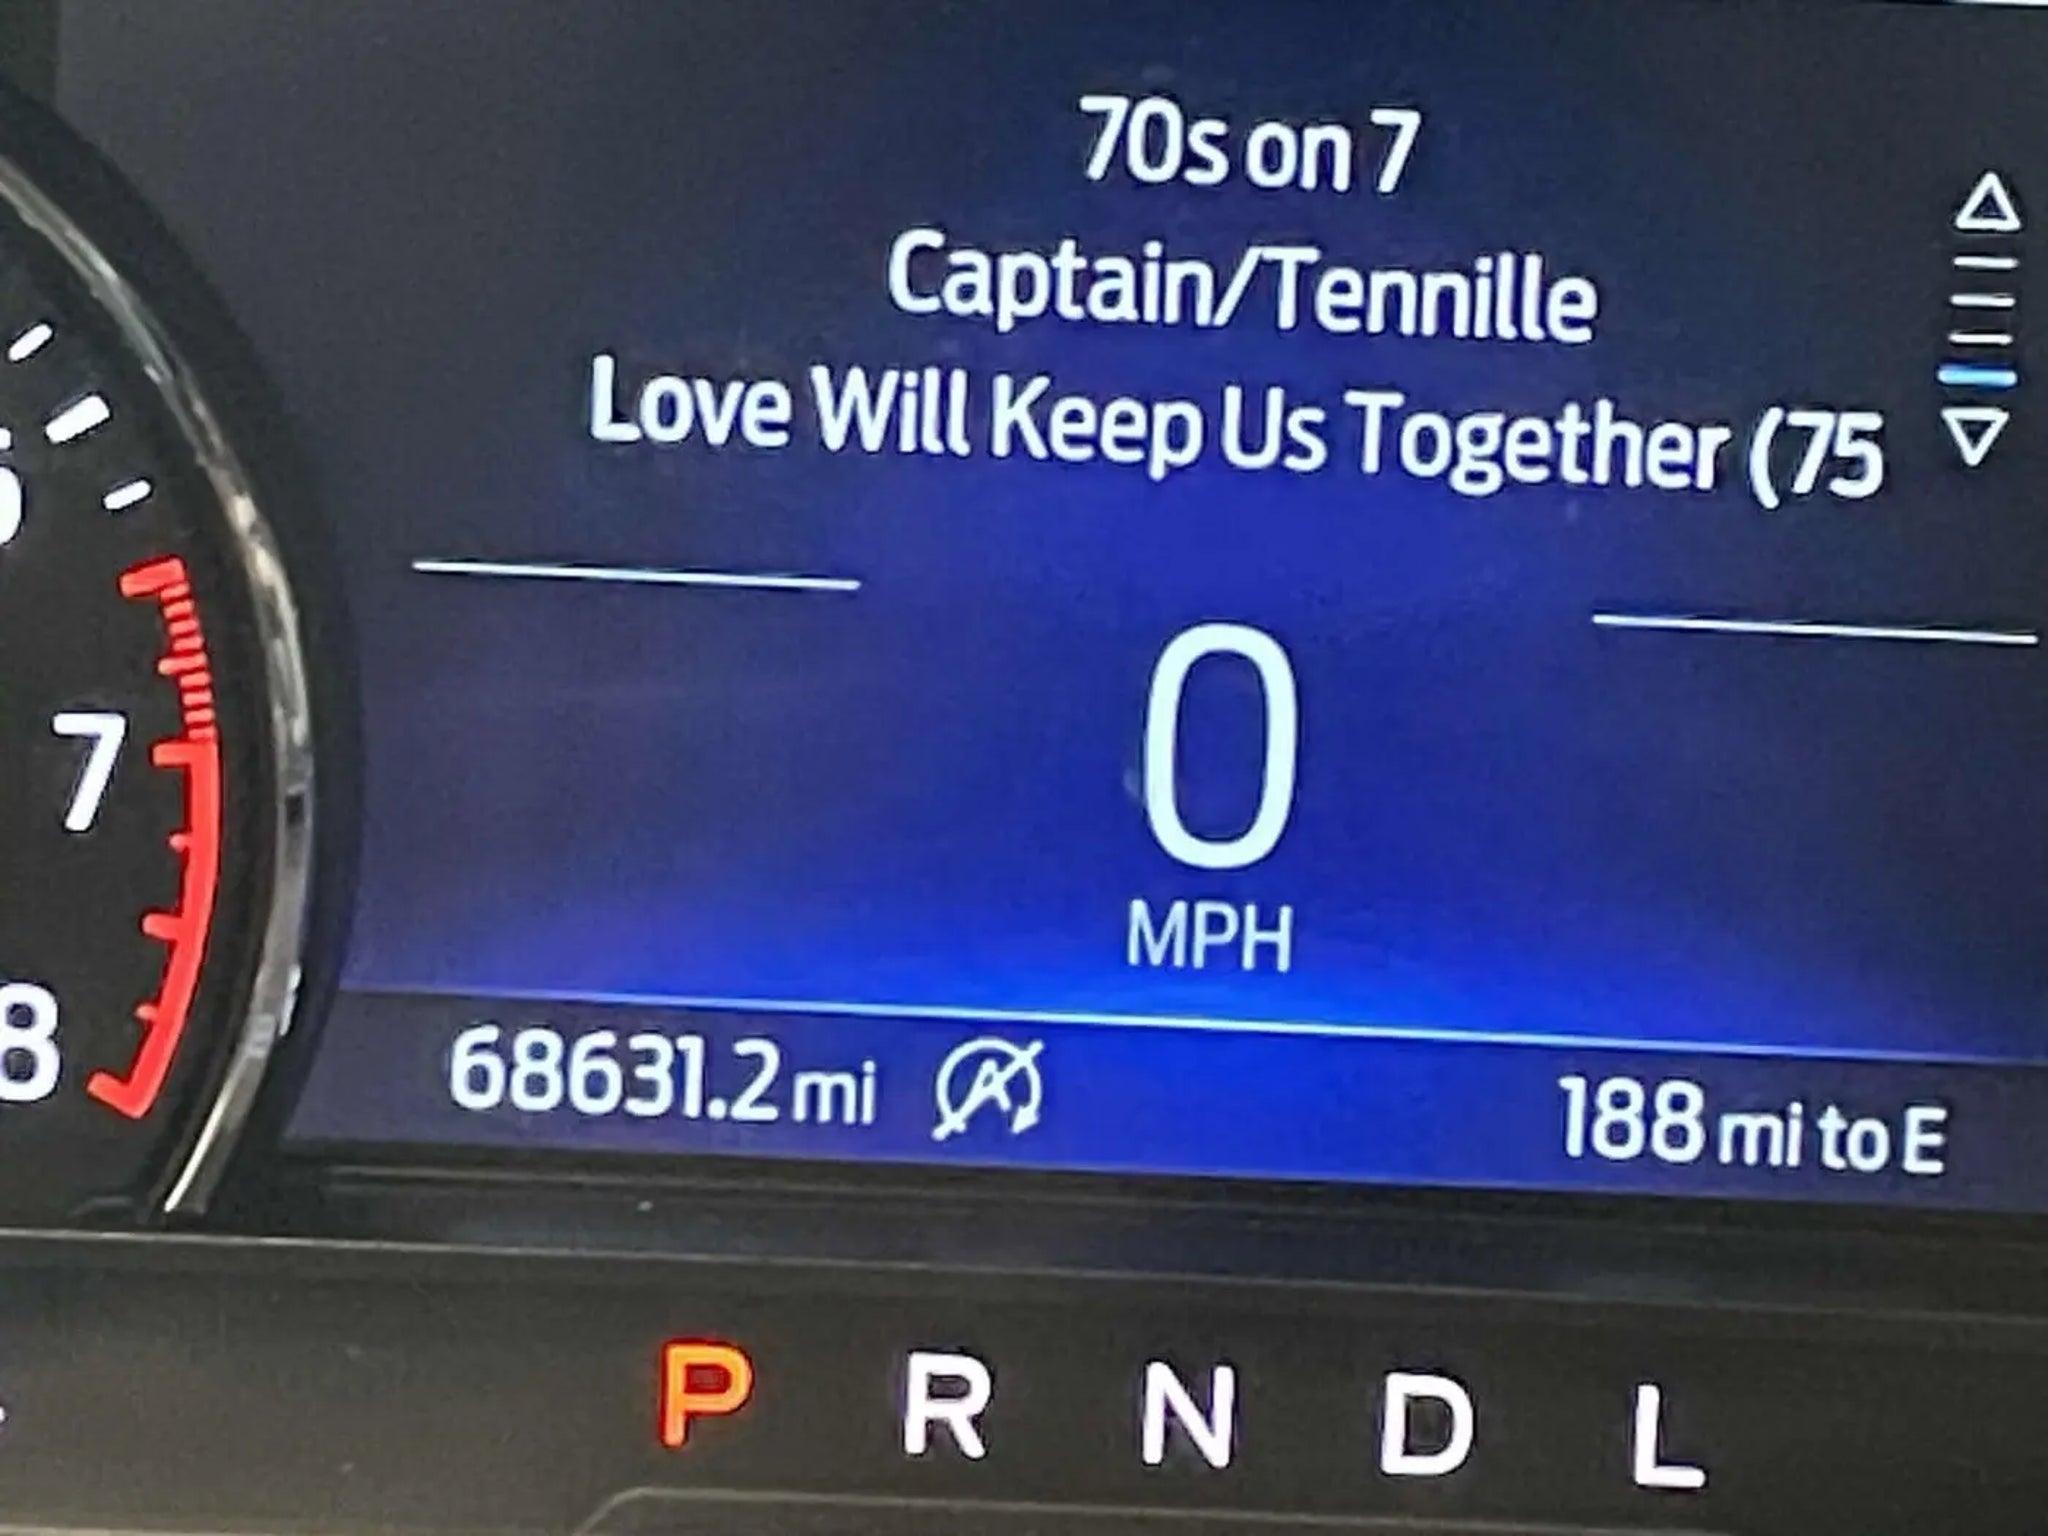 70s on 7
Captain/Tennille
Love Will Keep Us Together (75
7
0
MPH
8
68631.2 mi
188 mi to E
P R N D L